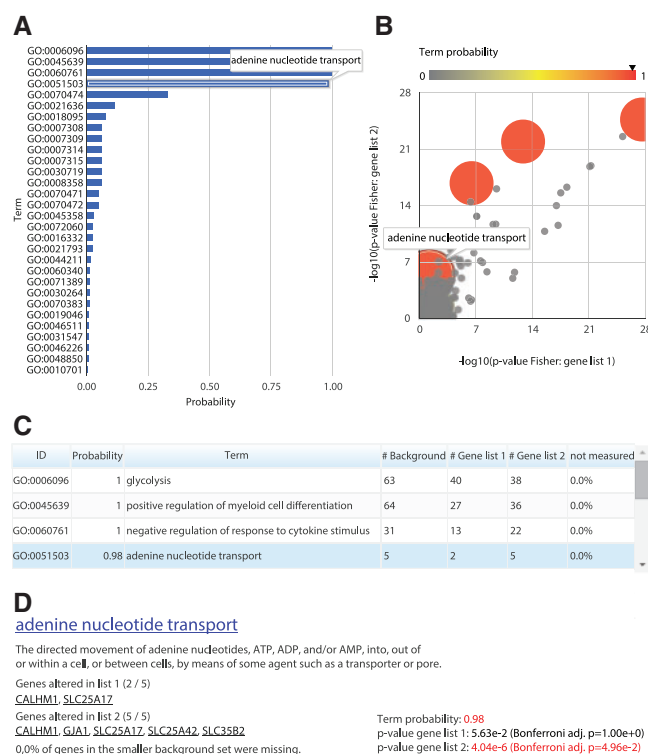 A
GO:0006096
GO:0045639
GO:0060761
GO:0051503
GO:0070474
GO:0021636
GO:0018095
GO:0007308
GO:0007309
GO:0007314
GO:0007315
GO:0030719
GO:0008358
GO:0070471
GO:0070472
GO:0045358
GO:0072060
GO:0016332
GO:0021793
GO:0044211
GO:0060340
GO:0071389
GO:0030264
GO:0070383
GO:0019046
GO:0046511
GO:0031547
GO:0046226
GO:0048850
GO:0010701
Term
adenine nucleotide transport
0.00 0.25 0.50 0.75 1.00
Probability
B
Term probability
0 1
28
21
14
7
0
-log10(p-value Fisher: gene list 2)
adenine nucleotide transport
0 7 14 21 28
-log10(p-value Fisher: gene list 1)
C
ID Probability Term # Background # Gene list 1 # Gene list 2 not measured
GO:0006096 1 glycolysis 63 40 38 0.0%
GO:0045639 1 positive regulation of myeloid cell differentiation 64 27 36 0.0%
GO:0060761 1 negative regulation of response to cytokine stimulus 31 13 22 0.0%
GO:0051503 0.98 adenine nucleotide transport 5 2 5 0.0%
D
adenine nucleotide transport
The directed movement of adenine nucleotides, ATP, ADP, and/or AMP, into, out of
or within a cell, or between cells, by means of some agent such as a transporter or pore.
Genes altered in list 1 (2 / 5)
CALHM1, SLC25A17
Genes altered in list 2 (5 / 5)
CALHM1, GJA1, SLC25A17, SLC25A42, SLC35B2
0,0% of genes in the smaller background set were missing.
Term probability: 0.98
p-value gene list 1: 5.63e-2 (Bonferroni adj. p=1.00e+0)
p-value gene list 2: 4.04e-6 (Bonferroni adj. p=4.96e-2)